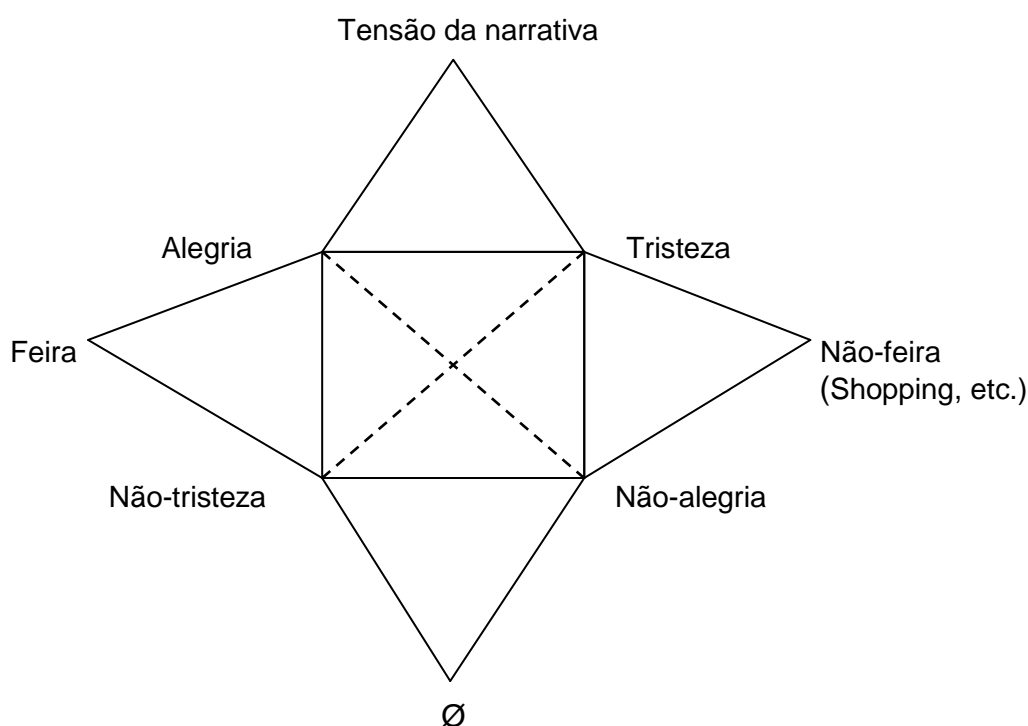 Tensão da narrativa
Alegria
Tristeza
Feira
Não-feira
(Shopping, etc.)
Não-tristeza
Não-alegria
Ø